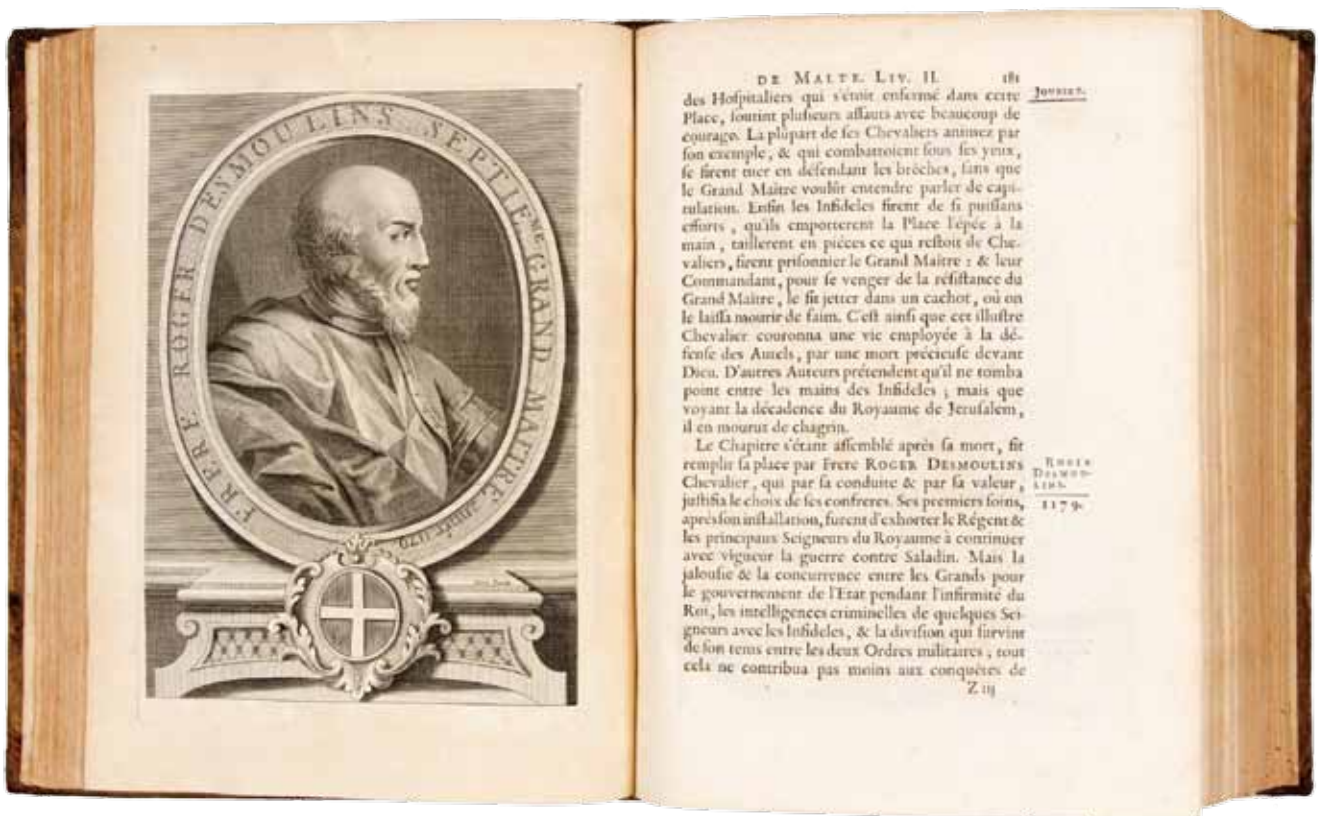 FRERE ROGER DESMOULINS SEPTIEME GRAND MAITRE année 1179
DE MALTE. LIV. II. 181
des Hoſpitaliers qui s'étoit enfermé dans cette
Place, ſoutint pluſieurs aſſauts avec beaucoup de
courage. La plûpart de ſes Chevaliers animez par
ſon exemple, & qui combattoient ſous ſes yeux,
ſe firent tuer en défendant les brêches, ſans que
le Grand Maître voulût entendre parler de capi-
tulation. Enfin les Infideles firent de ſi puiſſans
efforts, qu'ils emporterent la Place l'épée à la
main, taillerent en piéces ce qui reſtoit de Che-
valiers, firent priſonnier le Grand Maître : & leur
Commandant, pour ſe venger de la réſiſtance du
Grand Maître, le fit jetter dans un cachot, où on
le laiſſa mourir de faim. C'eſt ainſi que cet illuſtre
Chevalier couronna une vie employée à la dé-
fenſe des Autels, par une mort précieuſe devant
Dieu. D'autres Auteurs prétendent qu'il ne tomba
point entre les mains des Infideles ; mais que
voyant la décadence du Royaume de Jeruſalem,
il en mourut de chagrin.
Le Chapitre s'étant aſſemblé après ſa mort, fit
remplir ſa place par Frere ROGER DESMOULINS
Chevalier, qui par ſa conduite & par ſa valeur,
juſtifia le choix de ſes confreres. Ses premiers ſoins,
après ſon inſtallation, furent d'exhorter le Régent &
les principaux Seigneurs du Royaume à continuer
avec vigueur la guerre contre Saladin. Mais la
jalouſie & la concurrence entre les Grands pour
le gouvernement de l'Etat pendant l'infirmité du
Roi, les intelligences criminelles de quelques Sei-
gneurs avec les Infideles, & la diviſion qui ſurvint
de ſon tems entre les deux Ordres militaires, tout
cela ne contribua pas moins aux conquêtes de
Z iij
JOUBERT.
ROGER
DESMOU-
LINS.
1179.